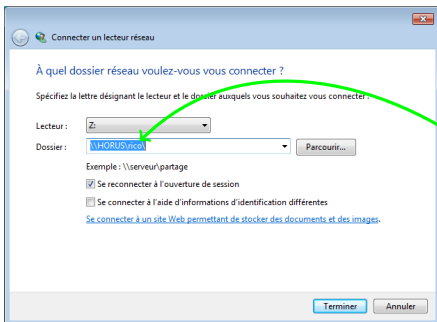 Connecter un lecteur réseau
À quel dossier réseau voulez-vous vous connecter ?
Spécifiez la lettre désignant le lecteur et le dossier auxquels vous souhaitez vous connecter :
Lecteur : Z:
Dossier : \\HORUS\rico\ Parcourir...
Exemple : \\serveur\partage
Se reconnecter à l'ouverture de session
Se connecter à l'aide d'informations d'identification différentes
Se connecter à un site Web permettant de stocker des documents et des images.
Terminer Annuler